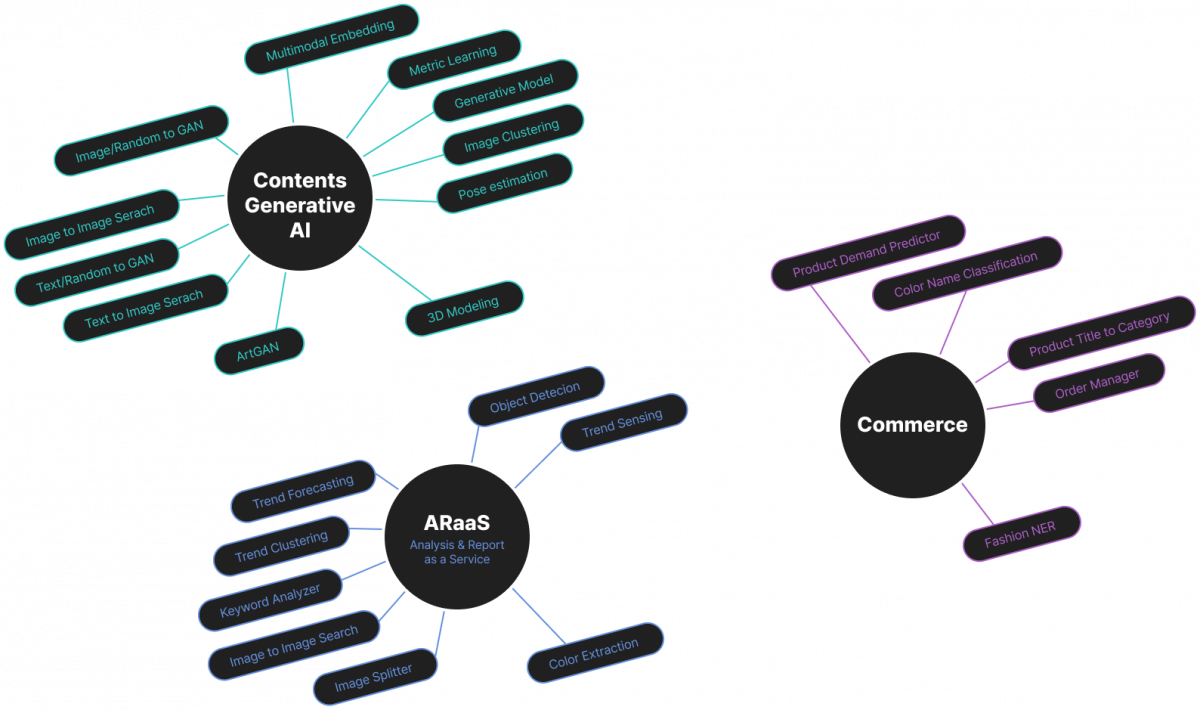 Multimodal Embedding
Metric Learning
Generative Model
Image Clustering
Pose estimation
Image/Random to GAN
Contents
Generative
AI
Image to Image Serach
Text/Random to GAN
Text to Image Serach
ArtGAN
3D Modeling
Product Demand Predictor
Color Name Classification
Product Title to Category
Order Manager
Commerce
Fashion NER
Object Detecion
Trend Sensing
Trend Forecasting
Trend Clustering
Keyword Analyzer
Image to Image Search
Image Splitter
ARaaS
Analysis & Report
as a Service
Color Extraction